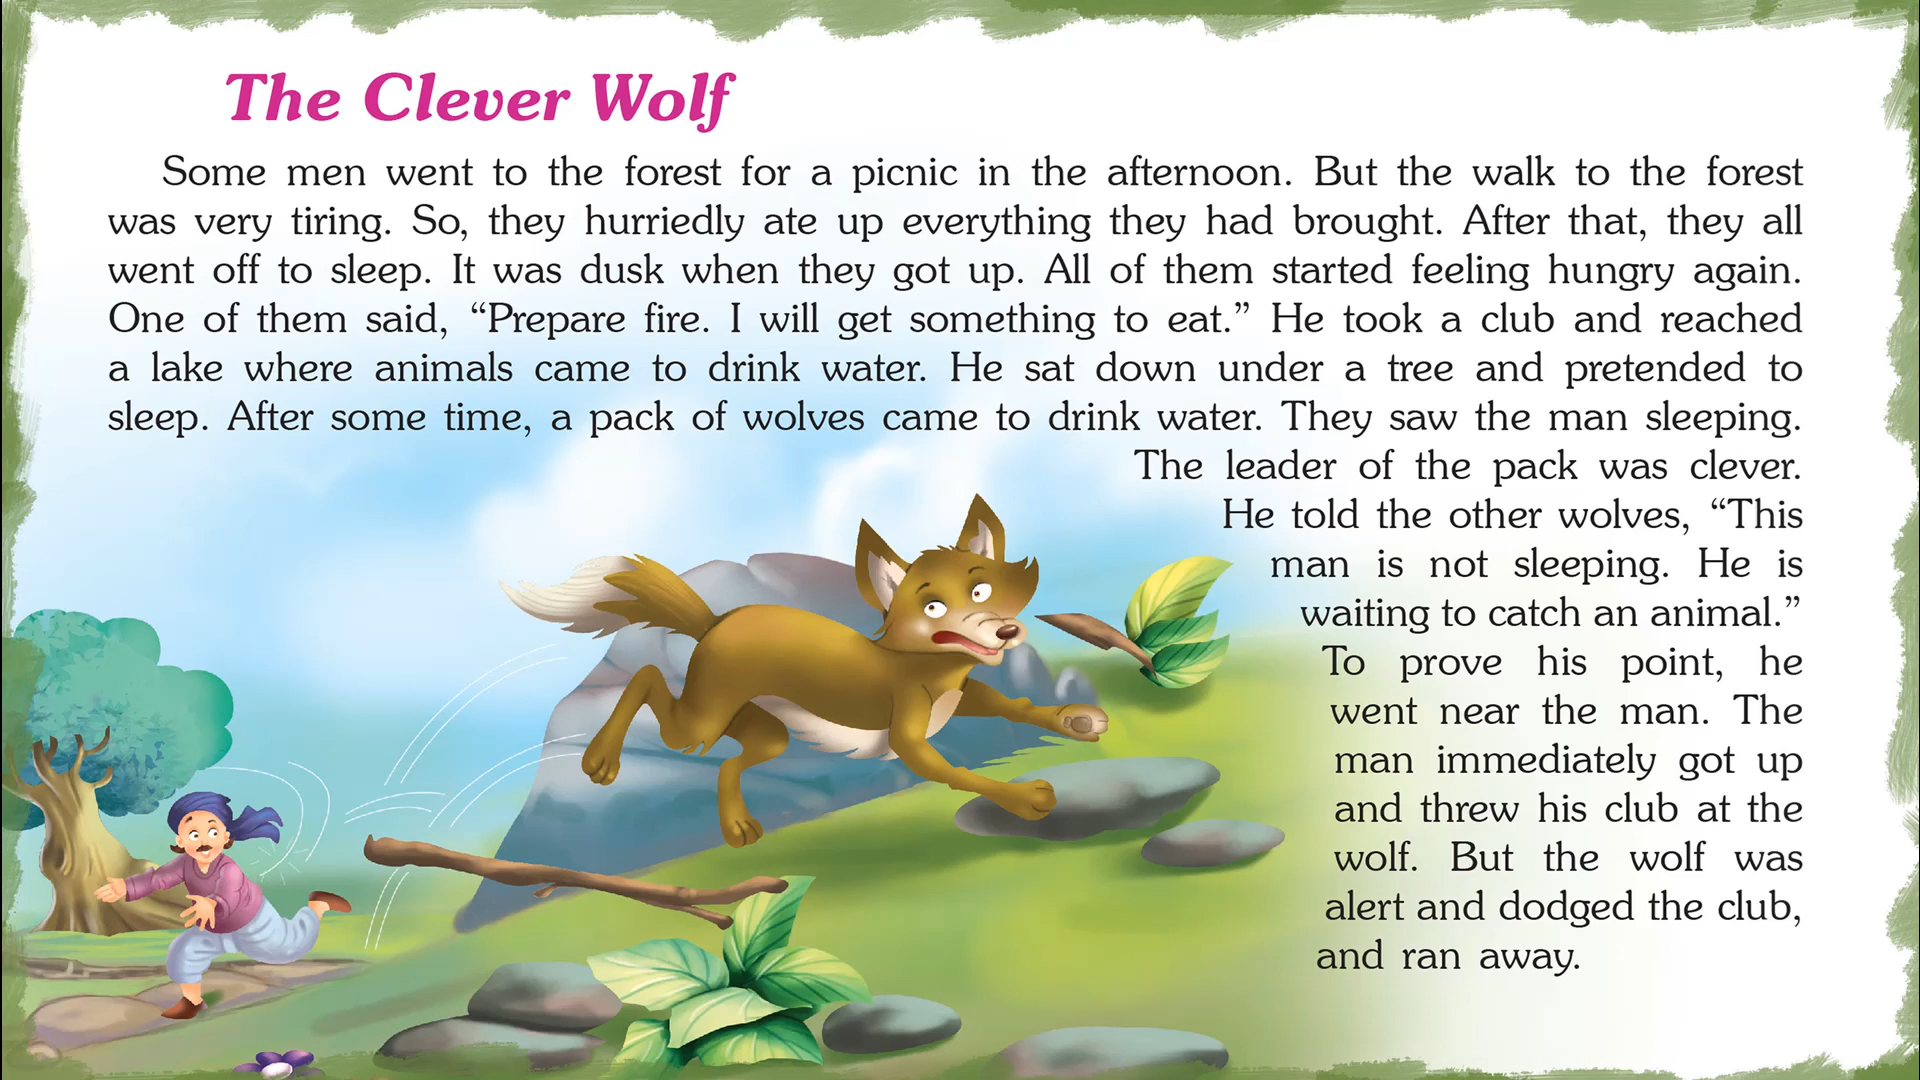 The Clever Wolf
Some men went to the forest for a picnic in the afternoon. But the walk to the forest
was very tiring. So, they hurriedly ate up everything they had brought. After that, they all
went off to sleep. It was dusk when they got up. All of them started feeling hungry again.
One of them said, “Prepare fire. I will get something to eat.” He took a club and reached
a lake where animals came to drink water. He sat down under a tree and pretended to
sleep. After some time, a pack of wolves came to drink water. They saw the man sleeping.
The leader of the pack was clever.
He told the other wolves, “This
man is not sleeping. He is
waiting to catch an animal.”
To prove his point, he
went near the man. The
man immediately got up
and threw his club at the
wolf. But the wolf was
alert and dodged the club,
and ran away.